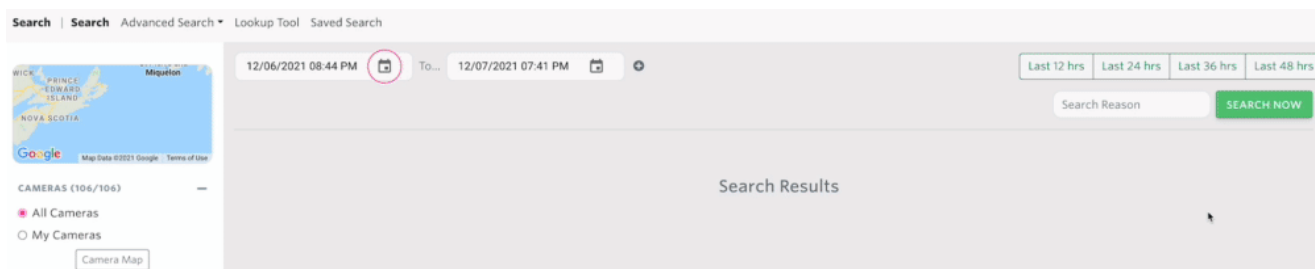 Search | Search Advanced Search Lookup Tool Saved Search
12/06/2021 08:44 PM To... 12/07/2021 07:41 PM
Last 12 hrs Last 24 hrs Last 36 hrs Last 48 hrs
Search Reason SEARCH NOW
WICK
Miquelon
PRINCE
EDWARD
ISLAND
NOVA SCOTIA
Google Map Data ©2021 Google Terms of Use
Search Results
CAMERAS (106/106)
All Cameras
My Cameras
Camera Map